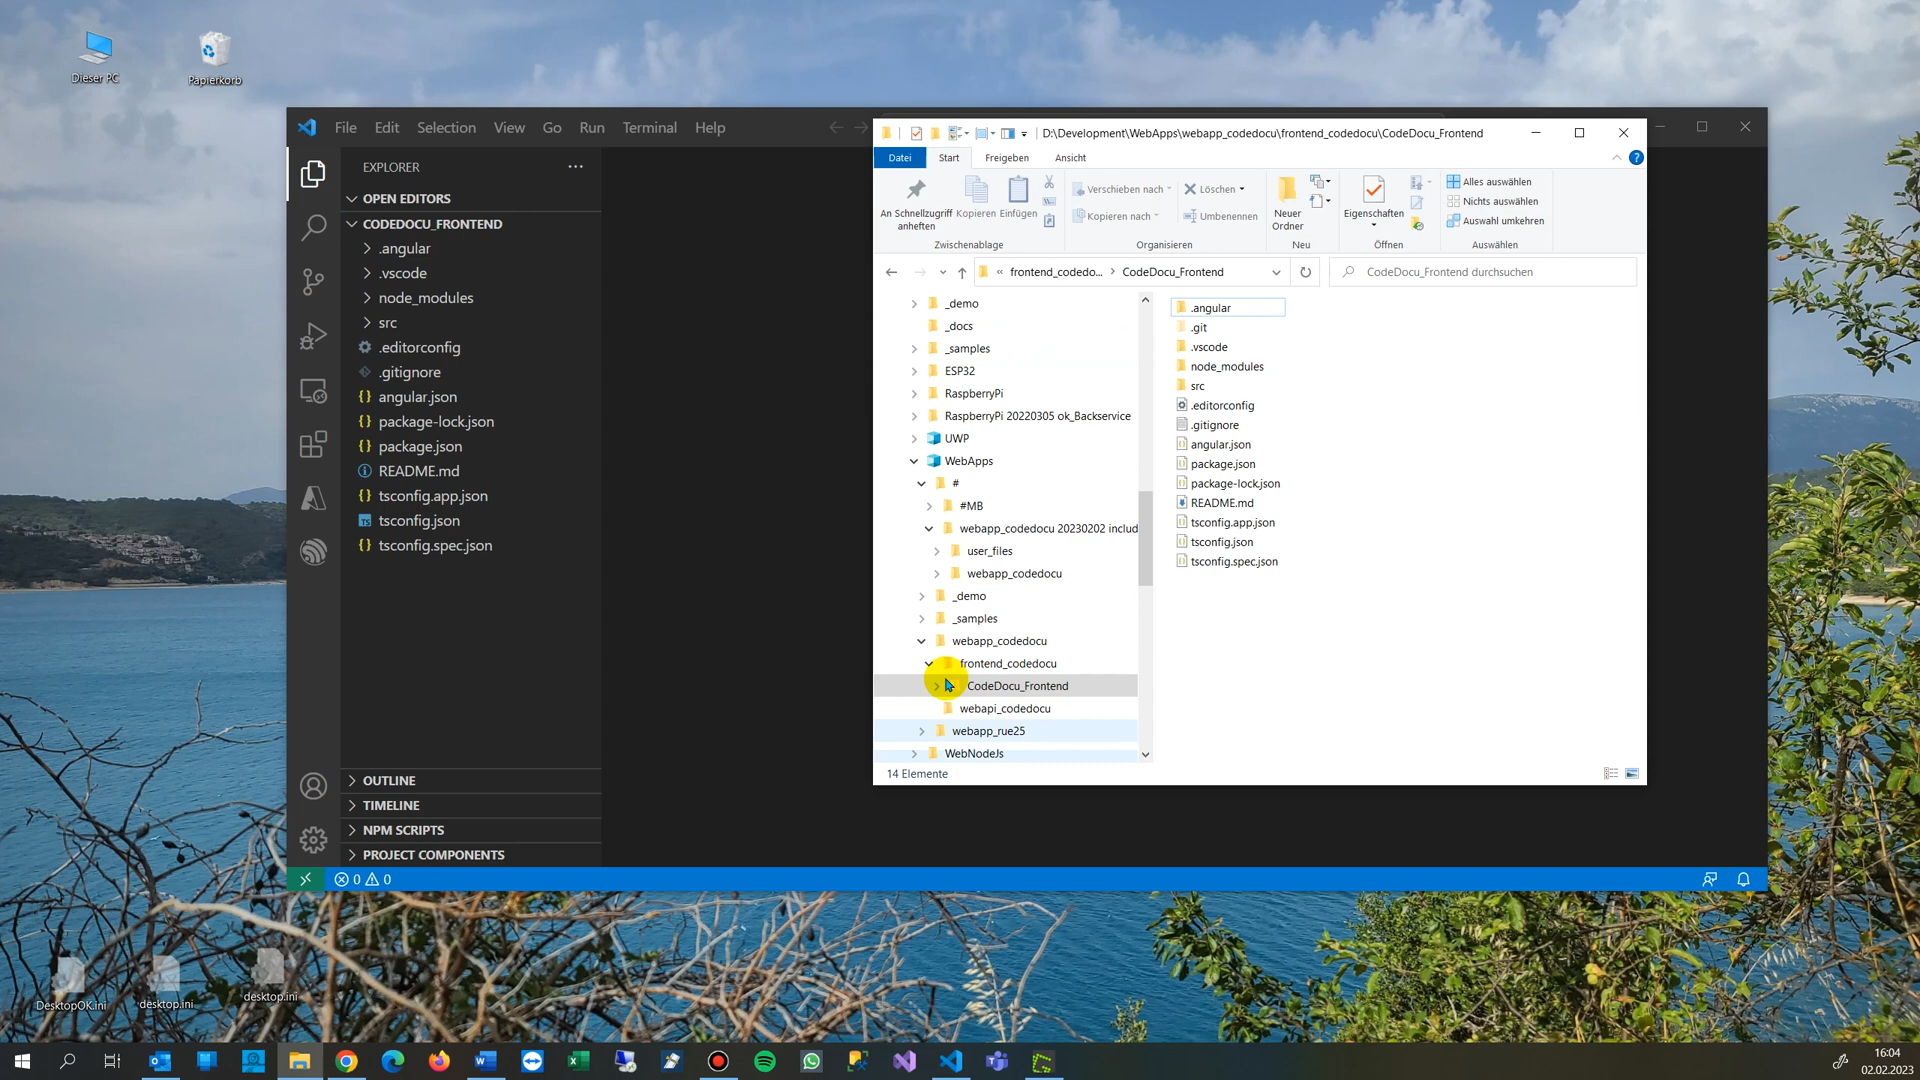 Dieser PC
Papierkorb
File Edit Selection View Go Run Terminal Help
EXPLORER
OPEN EDITORS
CODEDOCU_FRONTEND
.angular
.vscode
node_modules
src
.editorconfig
.gitignore
angular.json
package-lock.json
package.json
README.md
tsconfig.app.json
tsconfig.json
tsconfig.spec.json
OUTLINE
TIMELINE
NPM SCRIPTS
PROJECT COMPONENTS
0 0
D:\Development\WebApps\webapp_codedocu\frontend_codedocu\CodeDocu_Frontend
Datei Start Freigeben Ansicht
An Schnellzugriff anheften
Kopieren
Einfügen
Zwischenablage
Verschieben nach
Kopieren nach
Löschen
Umbenennen
Organisieren
Neuer Ordner
Neu
Eigenschaften
Öffnen
Alles auswählen
Nichts auswählen
Auswahl umkehren
Auswählen
« frontend_codedo... > CodeDocu_Frontend
CodeDocu_Frontend durchsuchen
_demo
_docs
_samples
ESP32
RaspberryPi
RaspberryPi 20220305 ok_Backservice
UWP
WebApps
#
#MB
webapp_codedocu 20230202 includ
user_files
webapp_codedocu
_demo
_samples
webapp_codedocu
frontend_codedocu
CodeDocu_Frontend
webapi_codedocu
webapp_rue25
WebNodeJs
.angular
.git
.vscode
node_modules
src
.editorconfig
.gitignore
angular.json
package.json
package-lock.json
README.md
tsconfig.app.json
tsconfig.json
tsconfig.spec.json
14 Elemente
DesktopOK.ini
desktop.ini
desktop.ini
16:04
02.02.2023